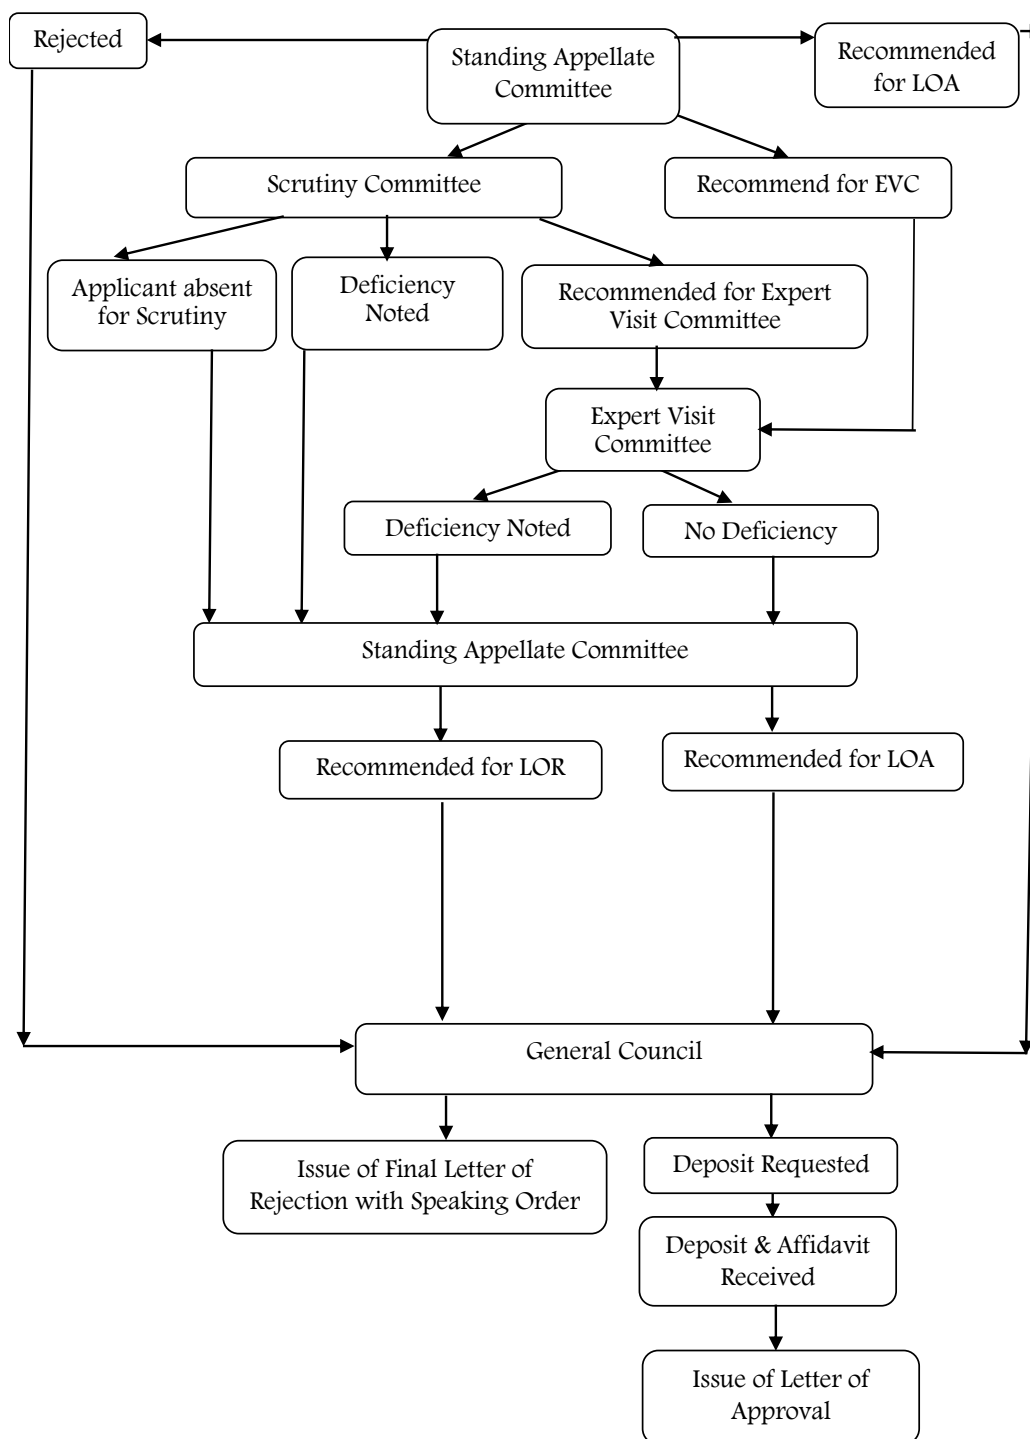 Rejected
Standing Appellate
Committee
Recommended
for LOA
Scrutiny Committee
Recommend for EVC
Applicant absent
for Scrutiny
Deficiency
Noted
Recommended for Expert
Visit Committee
Expert Visit
Committee
Deficiency Noted
No Deficiency
Standing Appellate Committee
Recommended for LOR
Recommended for LOA
General Council
Issue of Final Letter of
Rejection with Speaking Order
Deposit Requested
Deposit & Affidavit
Received
Issue of Letter of
Approval